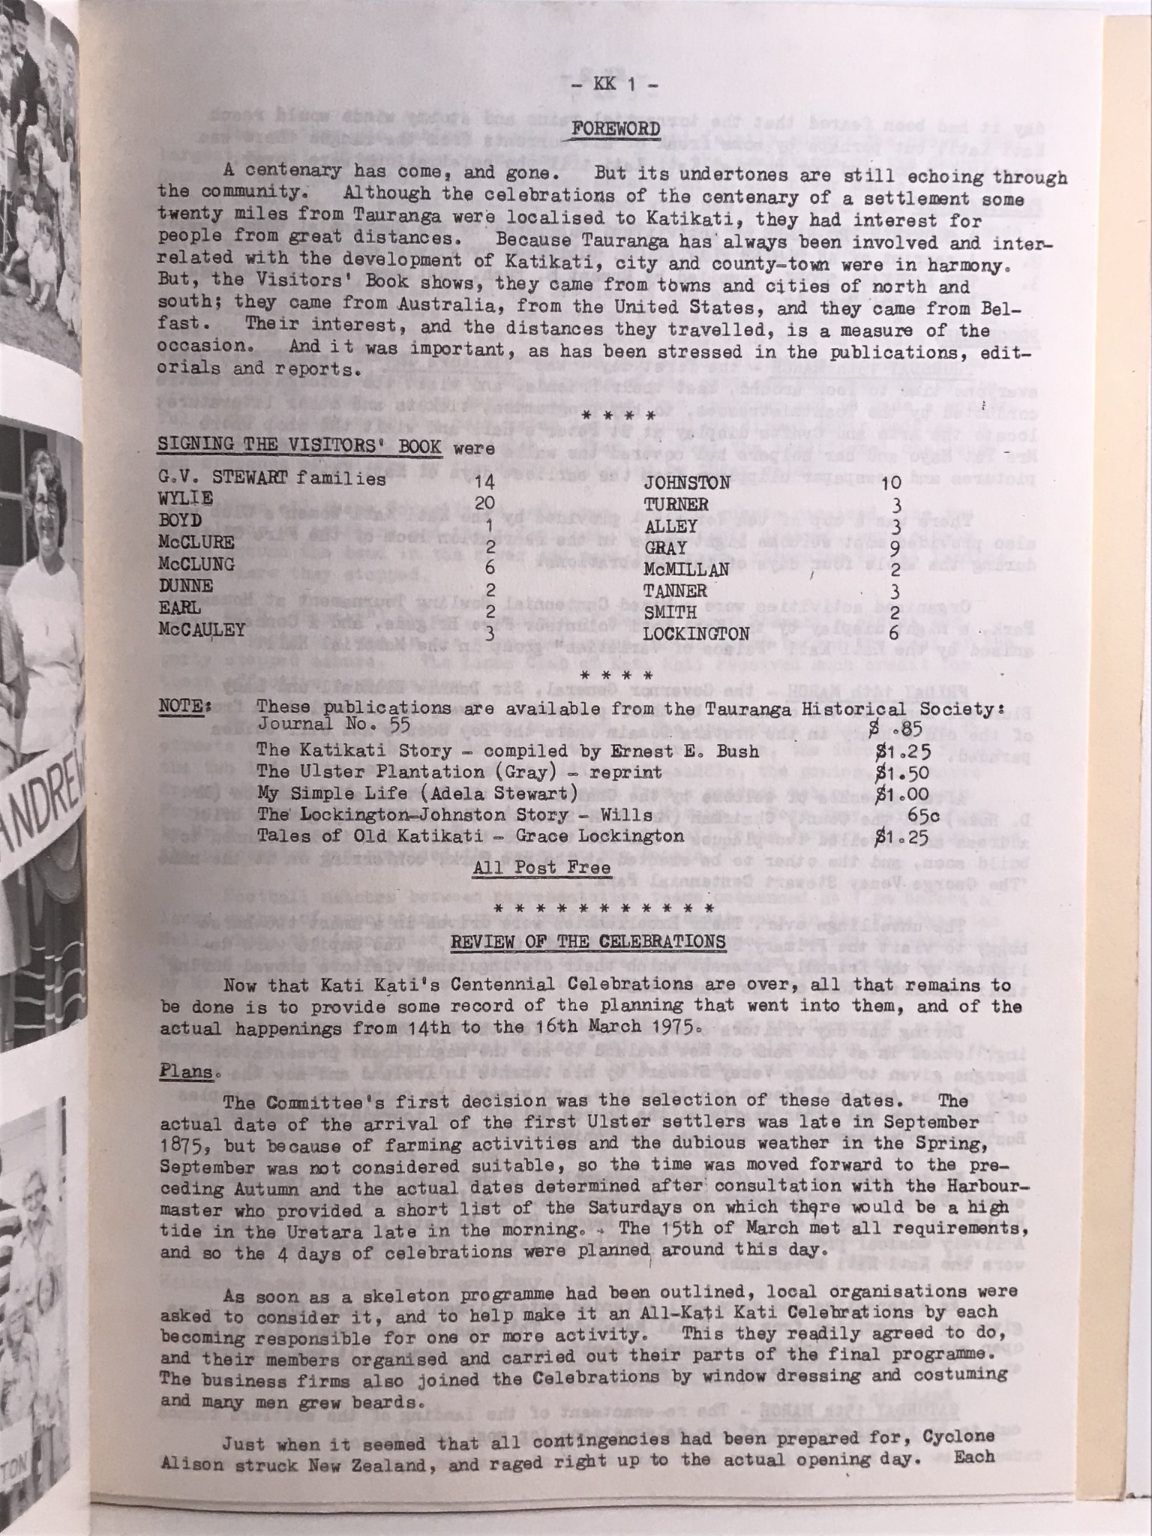 - KK 1 -
FOREWORD
A centenary has come, and gone. But its undertones are still echoing through
the community. Although the celebrations of the centenary of a settlement some
twenty miles from Tauranga were localised to Katikati, they had interest for
people from great distances. Because Tauranga has always been involved and inter-
related with the development of Katikati, city and county-town were in harmony.
But, the Visitors' Book shows, they came from towns and cities of north and
south; they came from Australia, from the United States, and they came from Bel-
fast. Their interest, and the distances they travelled, is a measure of the
occasion. And it was important, as has been stressed in the publications, edit-
orials and reports.
* * * *
SIGNING THE VISITORS' BOOK were
G.V. STEWART families 14 JOHNSTON 10
WYLIE 20 TURNER 3
BOYD 1 ALLEY 3
McCLURE 2 GRAY 9
McCLUNG 6 McMILLAN 2
DUNNE 2 TANNER 3
EARL 2 SMITH 2
McCAULEY 3 LOCKINGTON 6
* * * *
NOTE: These publications are available from the Tauranga Historical Society:
Journal No. 55 $ .85
The Katikati Story - compiled by Ernest E. Bush $1.25
The Ulster Plantation (Gray) - reprint $1.50
My Simple Life (Adela Stewart) $1.00
The Lockington-Johnston Story - Wills 65c
Tales of Old Katikati - Grace Lockington $1.25
All Post Free
* * * * * * * * * * *
REVIEW OF THE CELEBRATIONS
Now that Kati Kati's Centennial Celebrations are over, all that remains to
be done is to provide some record of the planning that went into them, and of the
actual happenings from 14th to the 16th March 1975.
Plans.
The Committee's first decision was the selection of these dates. The
actual date of the arrival of the first Ulster settlers was late in September
1875, but because of farming activities and the dubious weather in the Spring,
September was not considered suitable, so the time was moved forward to the pre-
ceding Autumn and the actual dates determined after consultation with the Harbour-
master who provided a short list of the Saturdays on which there would be a high
tide in the Uretara late in the morning. The 15th of March met all requirements,
and so the 4 days of celebrations were planned around this day.
As soon as a skeleton programme had been outlined, local organisations were
asked to consider it, and to help make it an All-Kati Kati Celebrations by each
becoming responsible for one or more activity. This they readily agreed to do,
and their members organised and carried out their parts of the final programme.
The business firms also joined the Celebrations by window dressing and costuming
and many men grew beards.
Just when it seemed that all contingencies had been prepared for, Cyclone
Alison struck New Zealand, and raged right up to the actual opening day. Each
ANDREW
TON